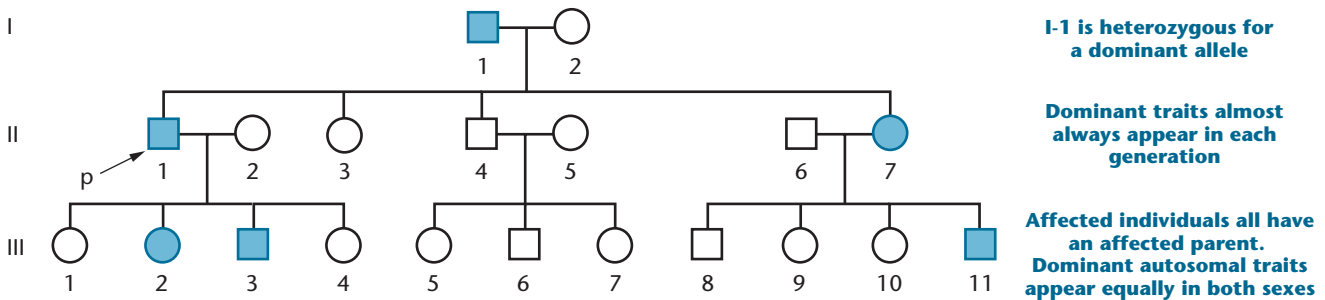 I
I-1 is heterozygous for
a dominant allele
1 2
II
Dominant traits almost
always appear in each
generation
p
1 2 3 4 5 6 7
III
Affected individuals all have
an affected parent.
Dominant autosomal traits
appear equally in both sexes
1 2 3 4 5 6 7 8 9 10 11